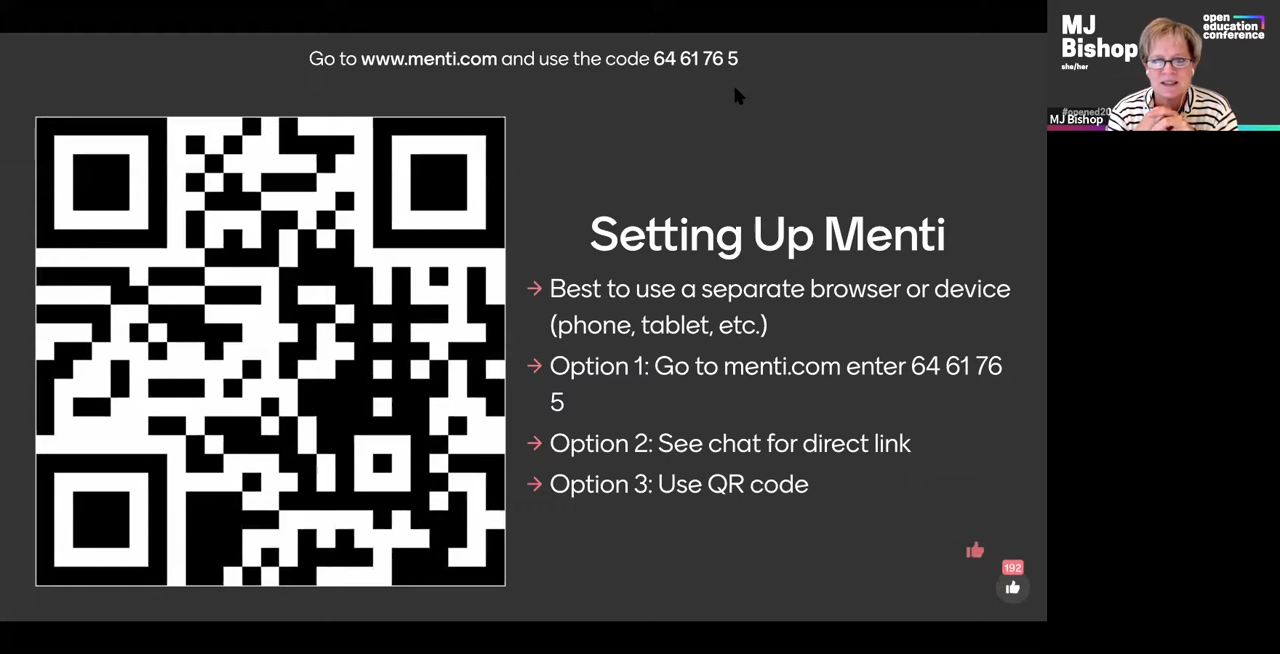 Go to www.menti.com and use the code 64 61 76 5
Setting Up Menti
→ Best to use a separate browser or device
(phone, tablet, etc.)
→ Option 1: Go to menti.com enter 64 61 76
5
→ Option 2: See chat for direct link
→ Option 3: Use QR code
192
MJ
Bishop
she/her
open
education
conference
#opened20
MJ Bishop